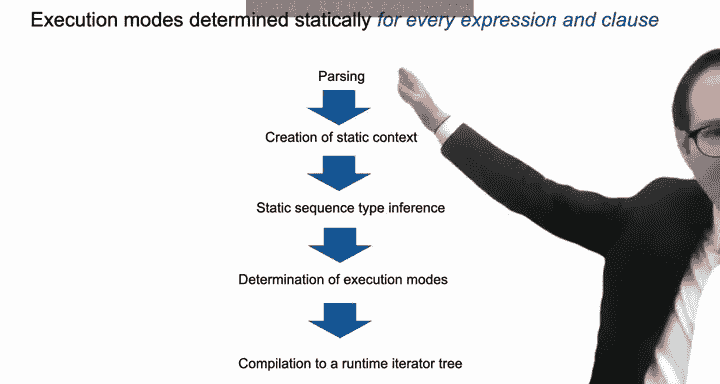 Execution modes determined statically for every expression and clause
Parsing
Creation of static context
Static sequence type inference
Determination of execution modes
Compilation to a runtime iterator tree